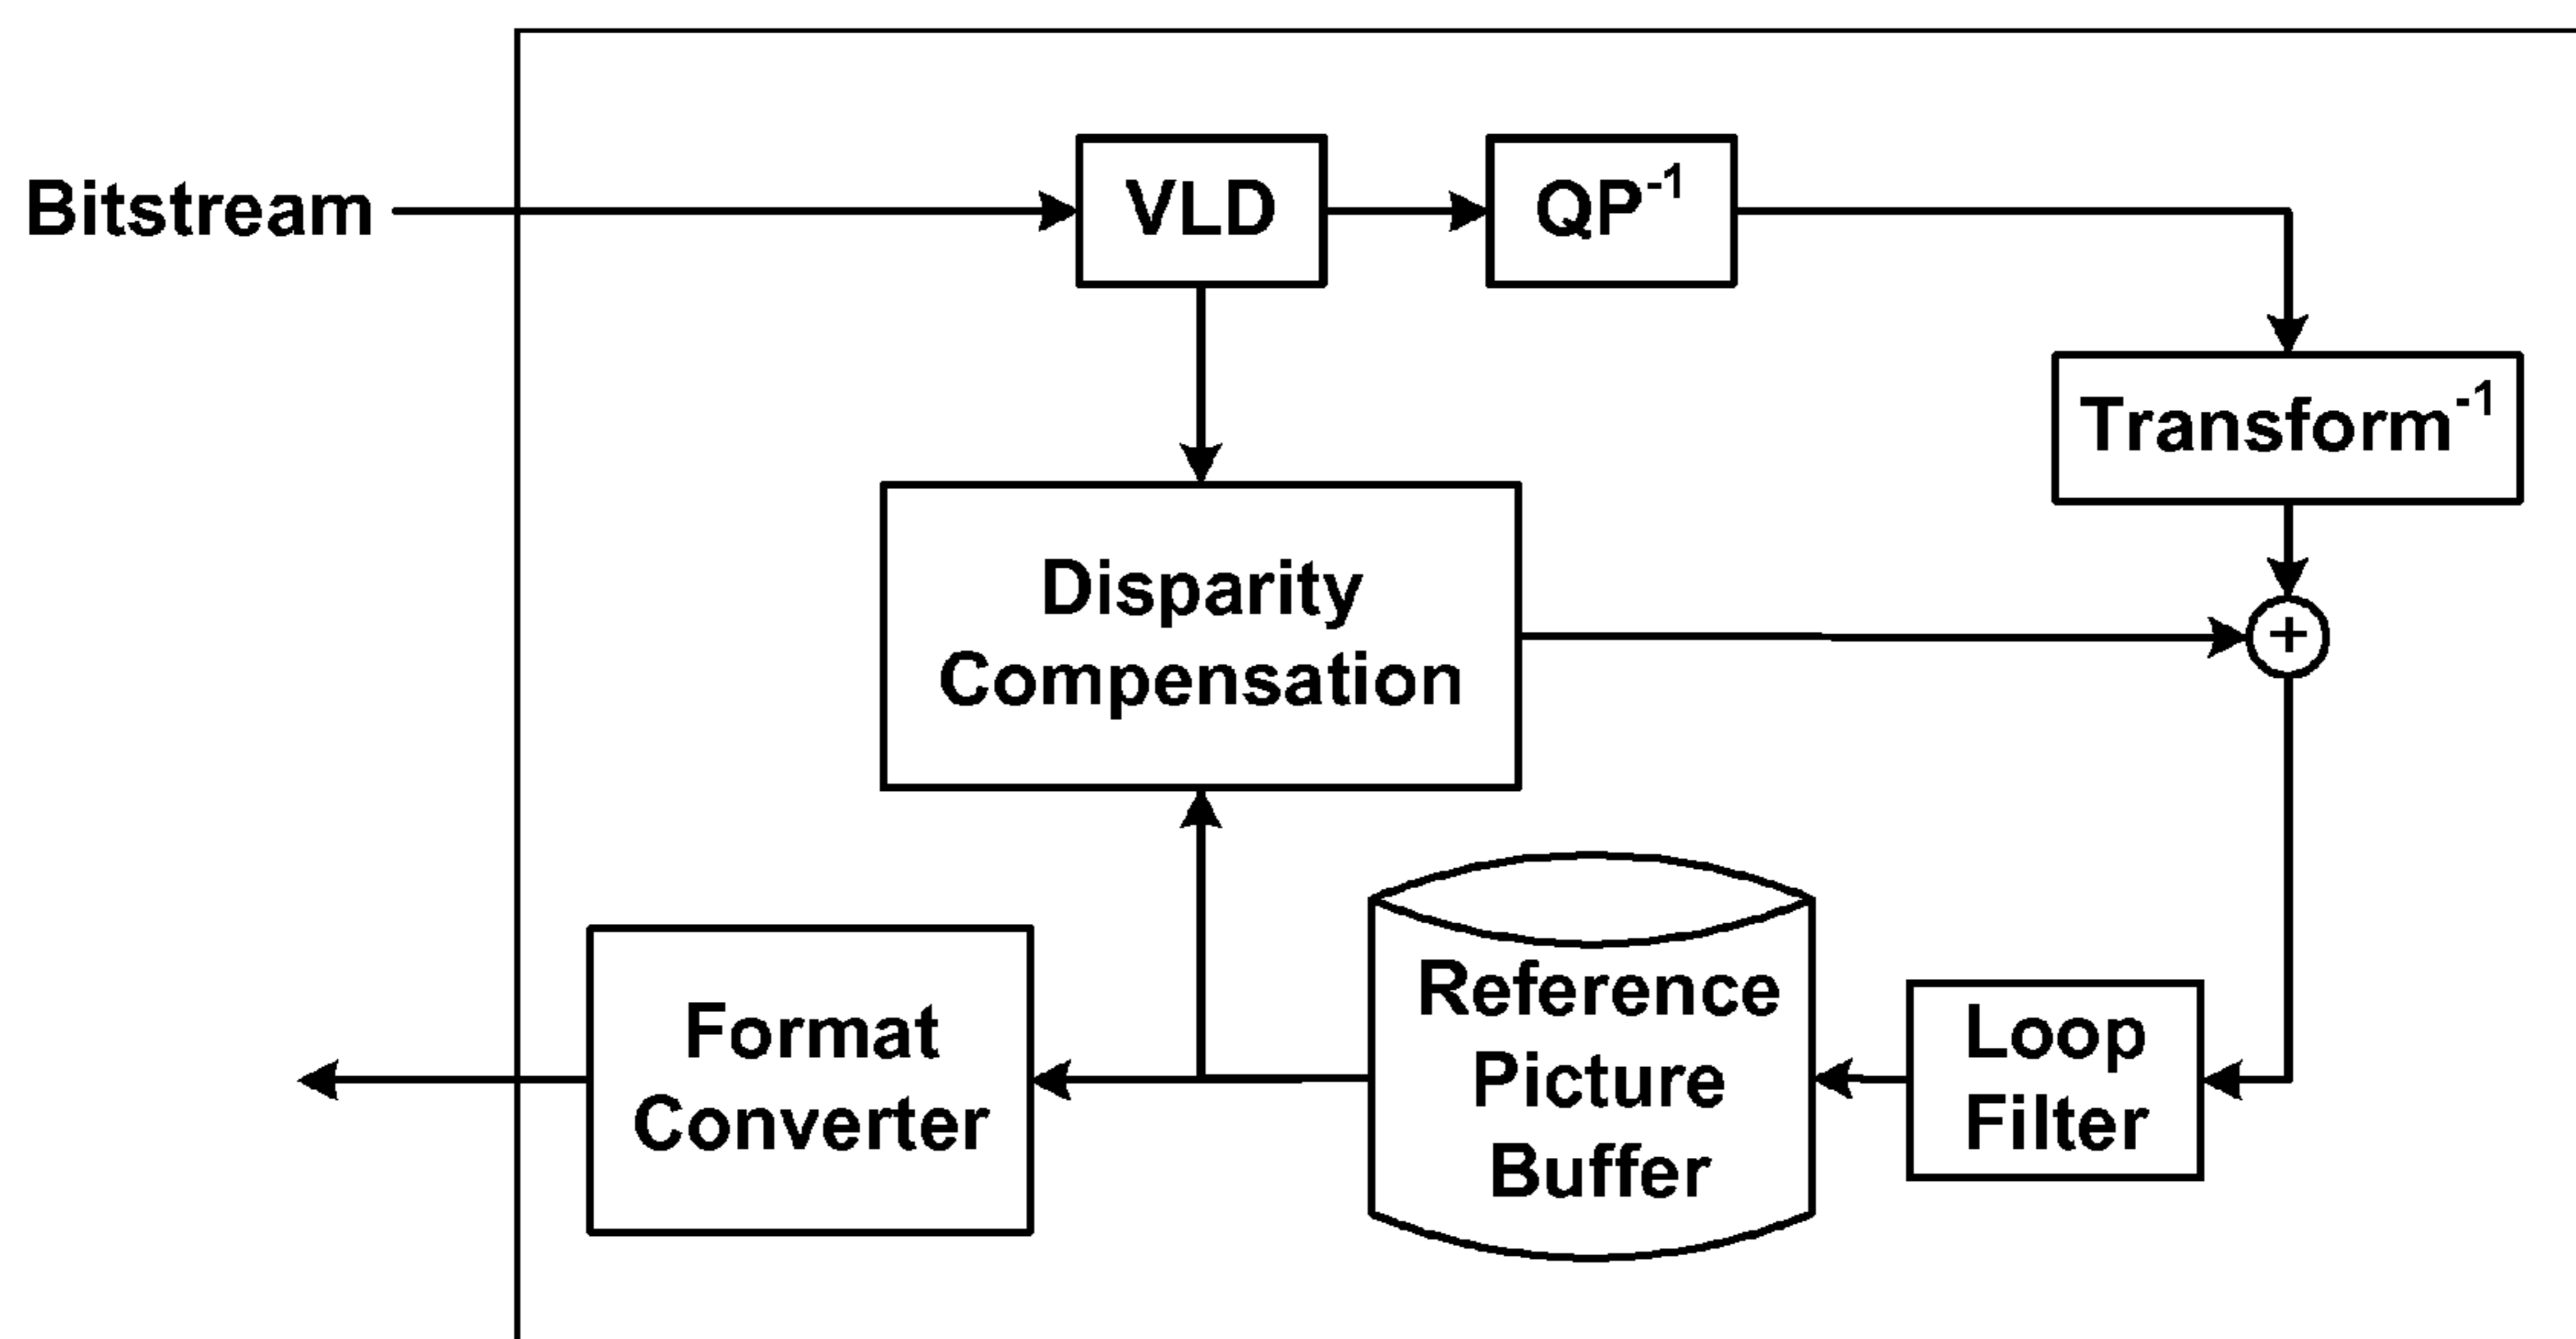 Bitstream
VLD
QP⁻¹
Transform⁻¹
Disparity
Compensation
+
Format
Converter
Reference
Picture
Buffer
Loop
Filter